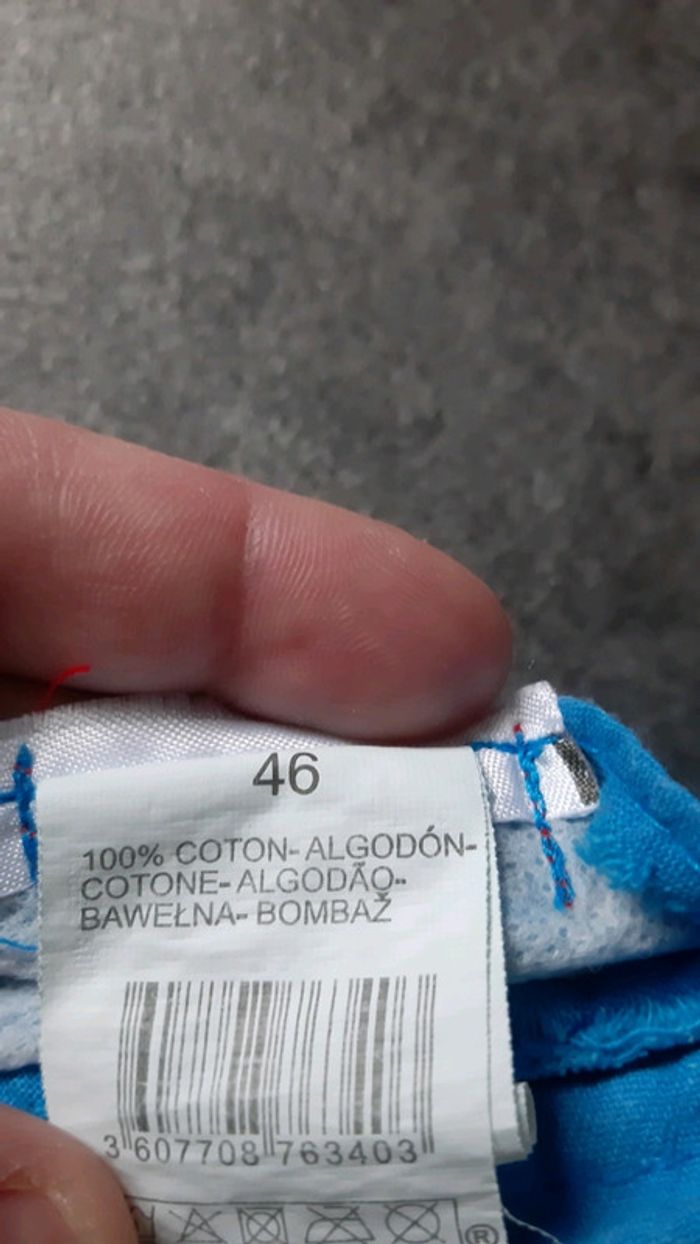 46
100% COTON-ALGODÓN-
COTONE-ALGODÃO-
BAWEŁNA-BOMBAŽ
3 607708 763403
®